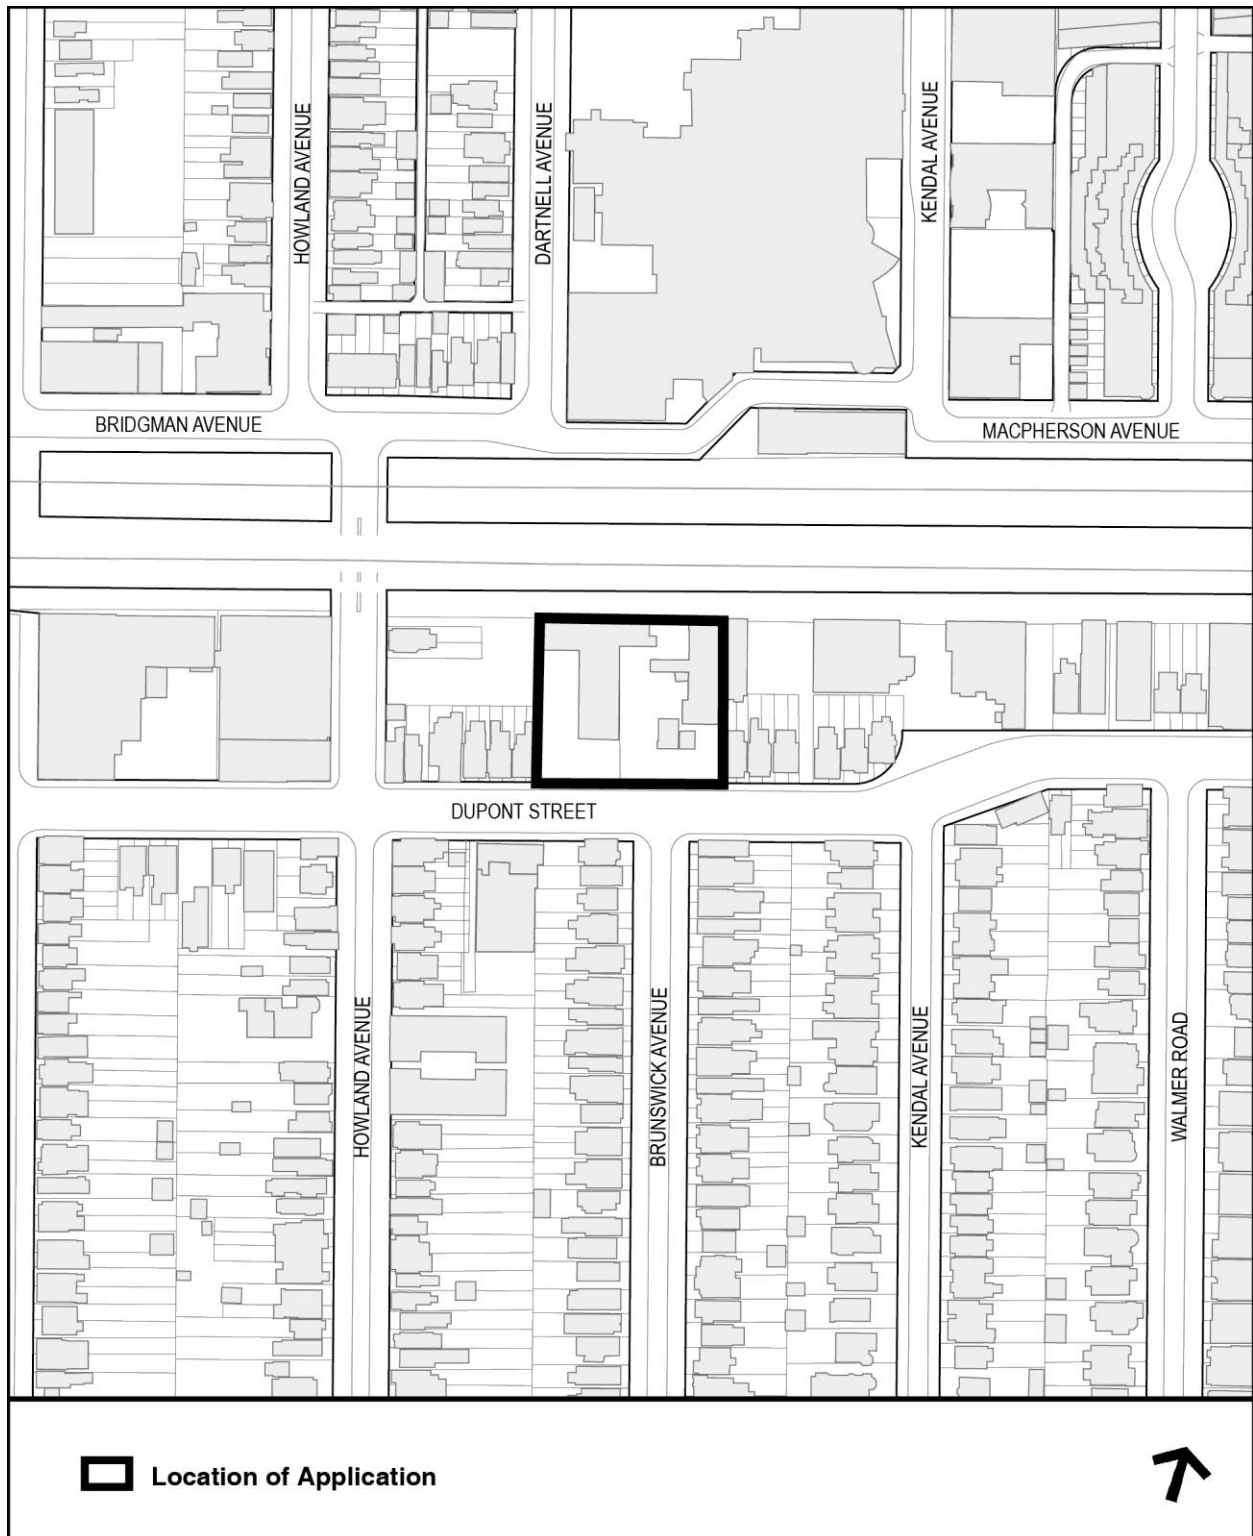 HOWLAND AVENUE
DARTNELL AVENUE
KENDAL AVENUE
BRIDGMAN AVENUE
MACPHERSON AVENUE
DUPONT STREET
HOWLAND AVENUE
BRUNSWICK AVENUE
KENDAL AVENUE
WALMER ROAD
Location of Application